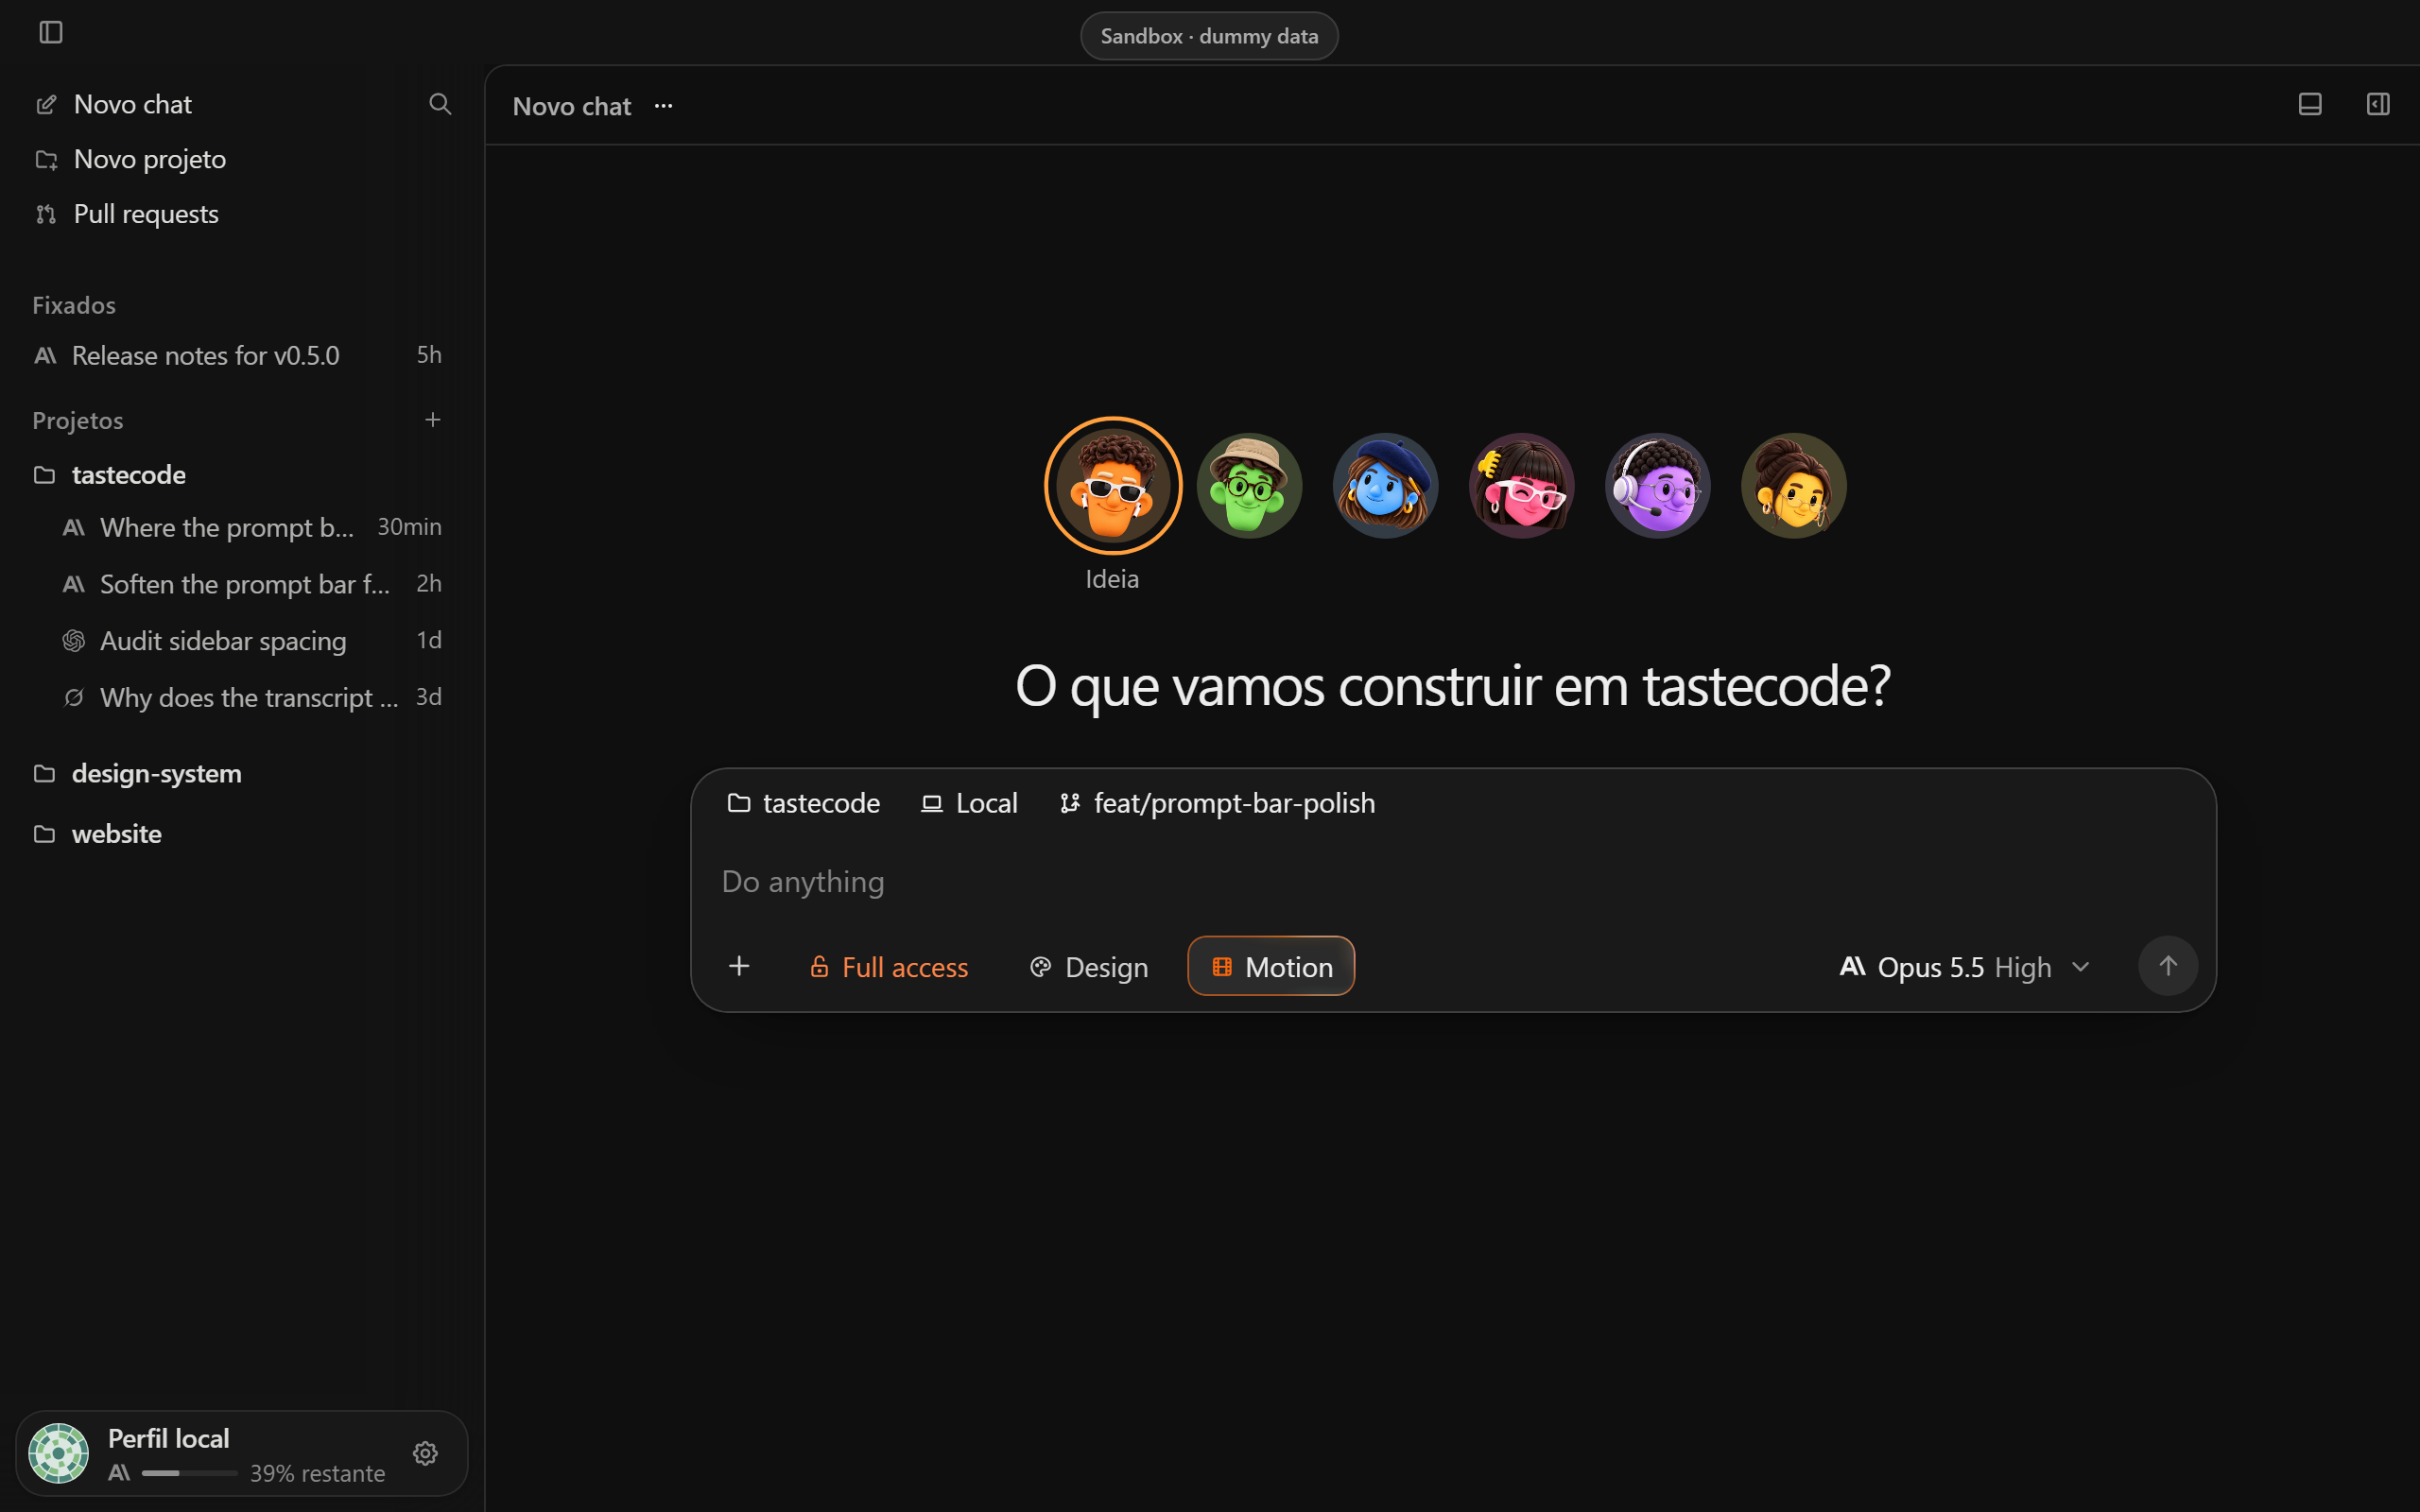 Sandbox · dummy data
Novo chat
Novo projeto
Pull requests
Fixados
Release notes for v0.5.0 5h
Projetos
tastecode
Where the prompt b... 30min
Soften the prompt bar f... 2h
Audit sidebar spacing 1d
Why does the transcript ... 3d
design-system
website
Perfil local
39% restante
Novo chat ...
Ideia
O que vamos construir em tastecode?
tastecode Local feat/prompt-bar-polish
Do anything
Full access Design Motion Opus 5.5 High